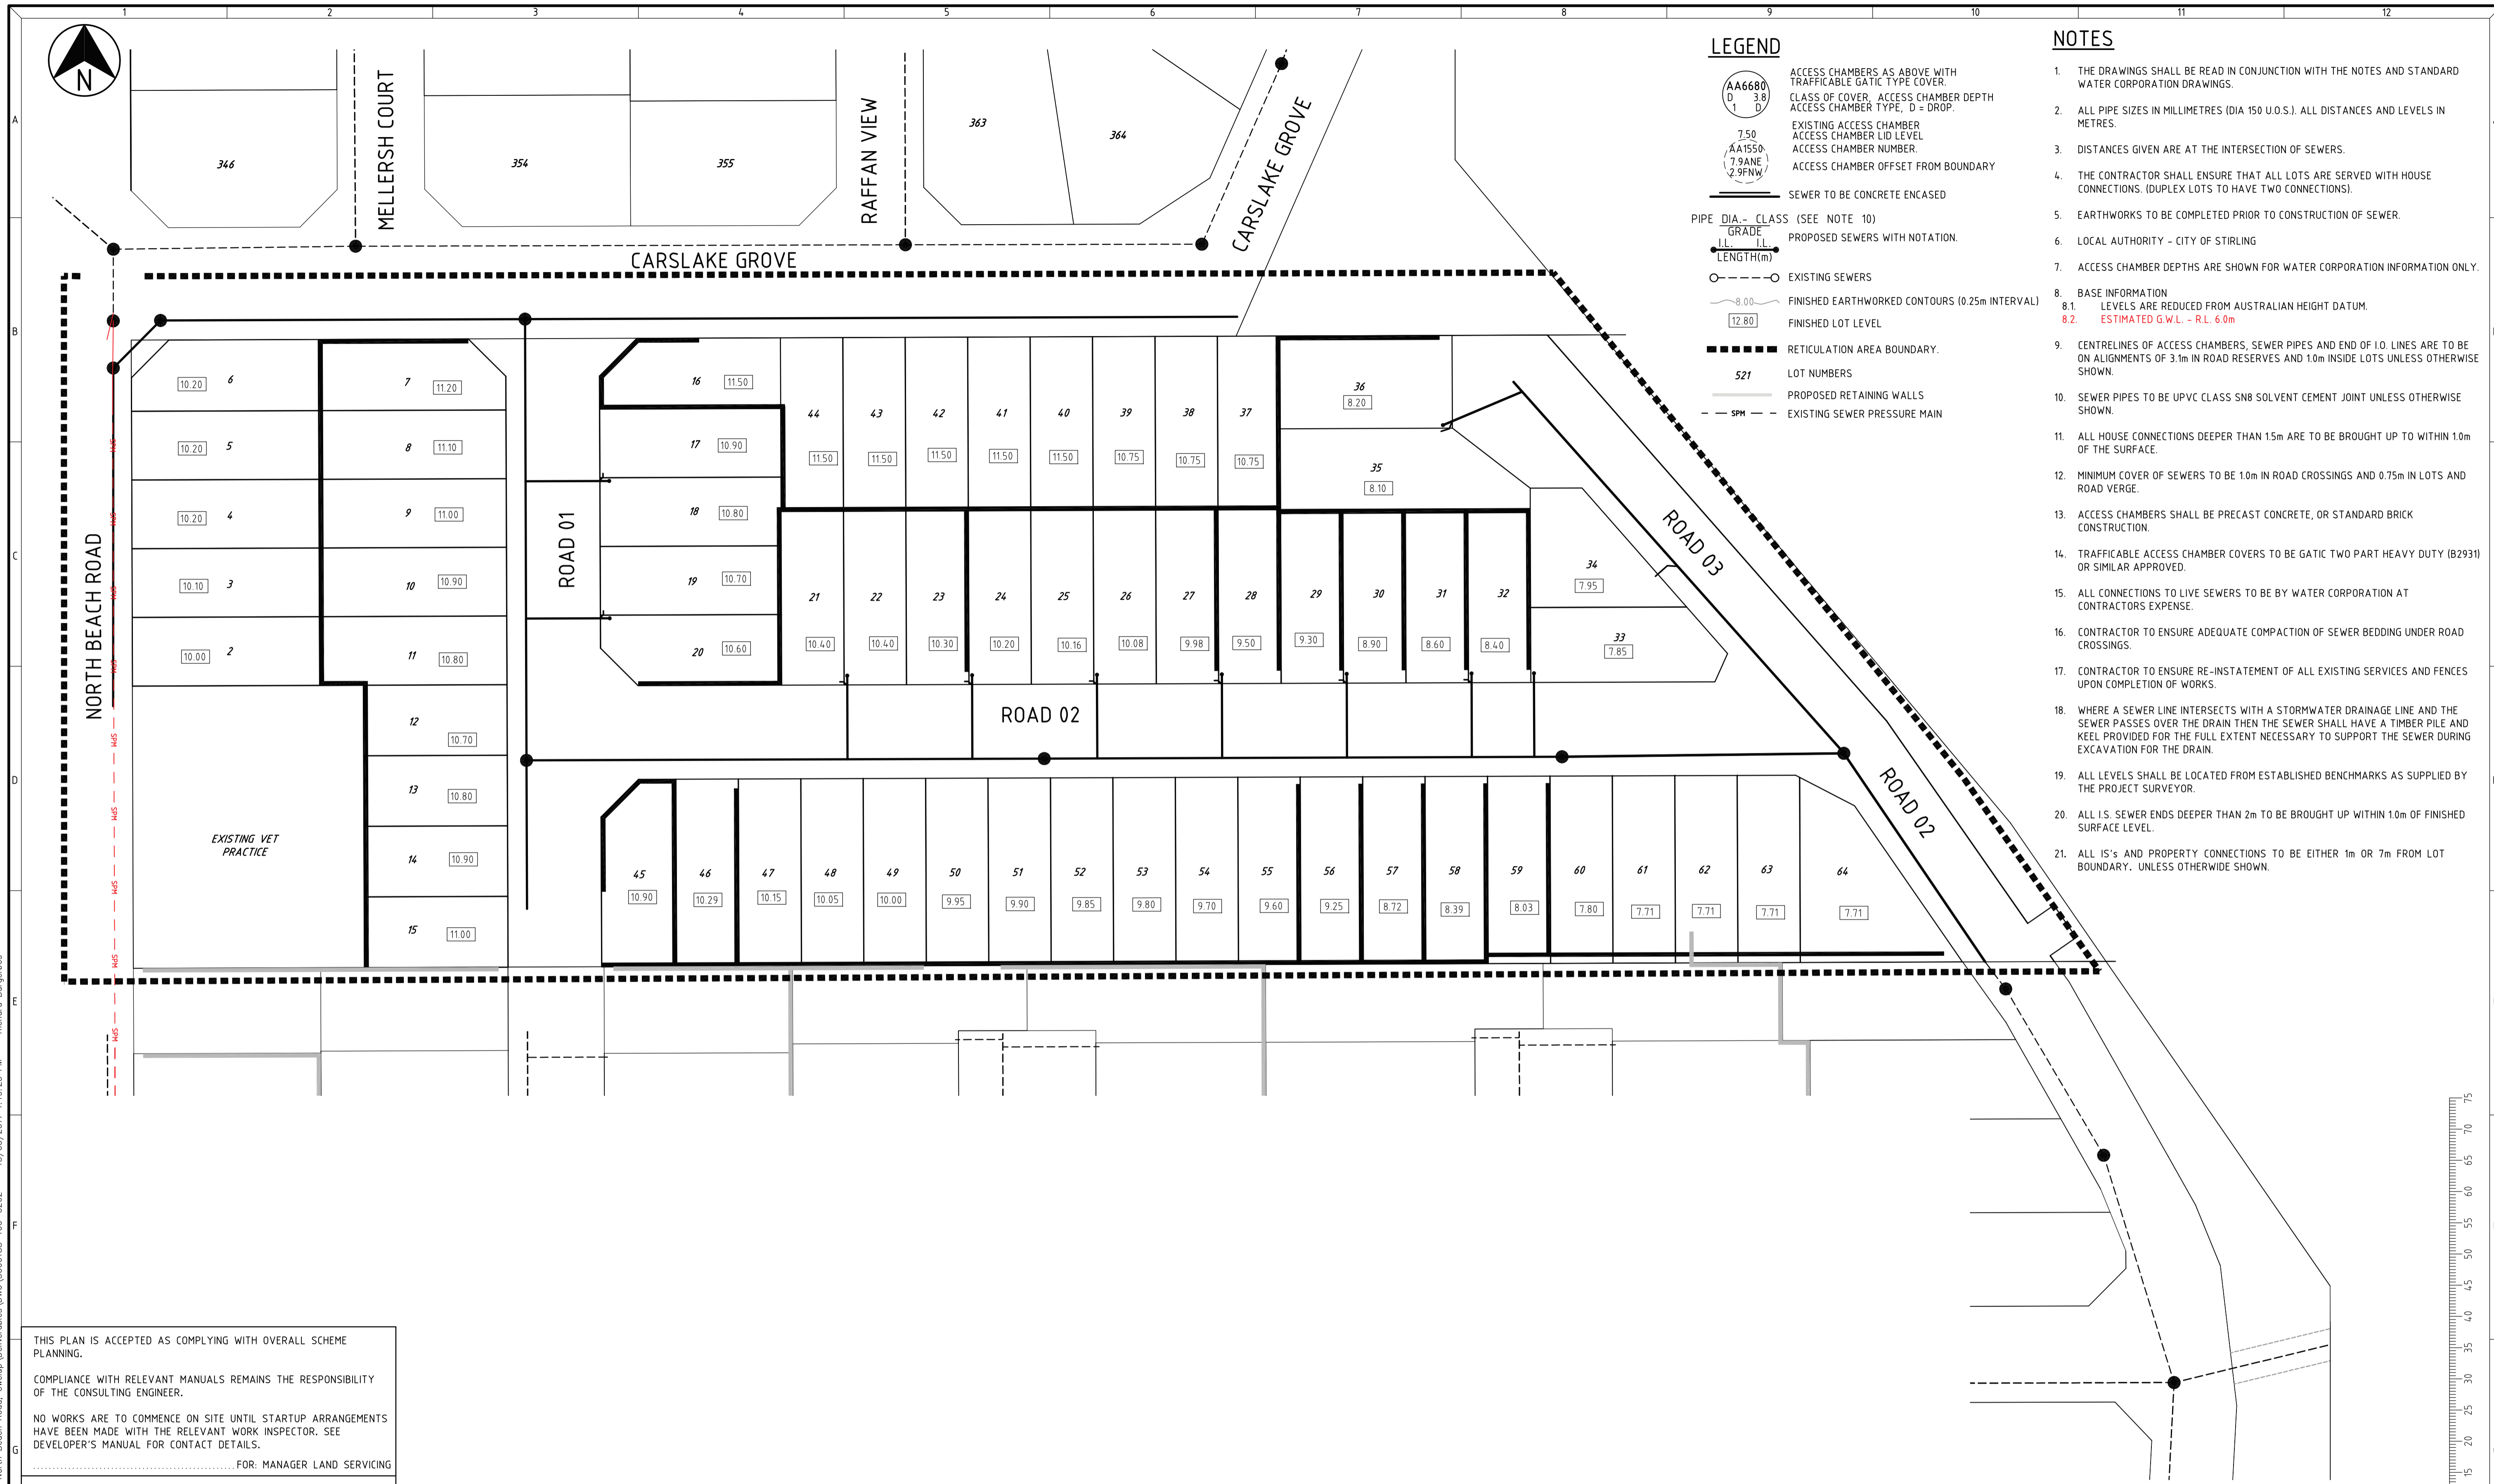 1 2 3 4 5 6 7 8 9 10 11 12
N
A
B
C
D
E
F
G
MELLERSH COURT
RAFFAN VIEW
CARSLAKE GROVE
CARSLAKE GROVE
346
354
355
363
364
NORTH BEACH ROAD
ROAD 01
ROAD 02
ROAD 03
ROAD 02
6 10.20
5 10.20
4 10.20
3 10.10
2 10.00
7 11.20
8 11.10
9 11.00
10 10.90
11 10.80
12 10.70
13 10.80
14 10.90
15 11.00
EXISTING VET
PRACTICE
16 11.50
17 10.90
18 10.80
19 10.70
20 10.60
44 43 42 41 40 39 38 37
11.50 11.50 11.50 11.50 11.50 10.75 10.75 10.75
36
8.20
35
8.10
34
7.95
33
7.85
21 22 23 24 25 26 27 28 29 30 31 32
10.40 10.40 10.30 10.20 10.16 10.08 9.98 9.50 9.30 8.90 8.60 8.40
45 46 47 48 49 50 51 52 53 54 55 56 57 58 59 60 61 62 63 64
10.90 10.29 10.15 10.05 10.00 9.95 9.90 9.85 9.80 9.70 9.60 9.25 8.72 8.39 8.03 7.80 7.71 7.71 7.71 7.71
SPM
SPM
SPM
SPM
SPM
SPM
SPM
SPM
SPM
LEGEND
AA6680
D 3.8
1 D
ACCESS CHAMBERS AS ABOVE WITH
TRAFFICABLE GATIC TYPE COVER.
CLASS OF COVER, ACCESS CHAMBER DEPTH
ACCESS CHAMBER TYPE, D = DROP.
7.50
AA1550
7.9ANE
2.9FNW
EXISTING ACCESS CHAMBER
ACCESS CHAMBER LID LEVEL
ACCESS CHAMBER NUMBER.
ACCESS CHAMBER OFFSET FROM BOUNDARY
SEWER TO BE CONCRETE ENCASED
PIPE DIA.- CLASS (SEE NOTE 10)
GRADE
I.L. I.L.
LENGTH(m)
PROPOSED SEWERS WITH NOTATION.
EXISTING SEWERS
8.00 FINISHED EARTHWORKED CONTOURS (0.25m INTERVAL)
12.80 FINISHED LOT LEVEL
RETICULATION AREA BOUNDARY.
521 LOT NUMBERS
PROPOSED RETAINING WALLS
SPM EXISTING SEWER PRESSURE MAIN
NOTES
1. THE DRAWINGS SHALL BE READ IN CONJUNCTION WITH THE NOTES AND STANDARD
WATER CORPORATION DRAWINGS.
2. ALL PIPE SIZES IN MILLIMETRES (DIA 150 U.O.S.). ALL DISTANCES AND LEVELS IN
METRES.
3. DISTANCES GIVEN ARE AT THE INTERSECTION OF SEWERS.
4. THE CONTRACTOR SHALL ENSURE THAT ALL LOTS ARE SERVED WITH HOUSE
CONNECTIONS. (DUPLEX LOTS TO HAVE TWO CONNECTIONS).
5. EARTHWORKS TO BE COMPLETED PRIOR TO CONSTRUCTION OF SEWER.
6. LOCAL AUTHORITY - CITY OF STIRLING
7. ACCESS CHAMBER DEPTHS ARE SHOWN FOR WATER CORPORATION INFORMATION ONLY.
8. BASE INFORMATION
8.1. LEVELS ARE REDUCED FROM AUSTRALIAN HEIGHT DATUM.
8.2. ESTIMATED G.W.L. - R.L. 6.0m
9. CENTRELINES OF ACCESS CHAMBERS, SEWER PIPES AND END OF I.O. LINES ARE TO BE
ON ALIGNMENTS OF 3.1m IN ROAD RESERVES AND 1.0m INSIDE LOTS UNLESS OTHERWISE
SHOWN.
10. SEWER PIPES TO BE UPVC CLASS SN8 SOLVENT CEMENT JOINT UNLESS OTHERWISE
SHOWN.
11. ALL HOUSE CONNECTIONS DEEPER THAN 1.5m ARE TO BE BROUGHT UP TO WITHIN 1.0m
OF THE SURFACE.
12. MINIMUM COVER OF SEWERS TO BE 1.0m IN ROAD CROSSINGS AND 0.75m IN LOTS AND
ROAD VERGE.
13. ACCESS CHAMBERS SHALL BE PRECAST CONCRETE, OR STANDARD BRICK
CONSTRUCTION.
14. TRAFFICABLE ACCESS CHAMBER COVERS TO BE GATIC TWO PART HEAVY DUTY (B2931)
OR SIMILAR APPROVED.
15. ALL CONNECTIONS TO LIVE SEWERS TO BE BY WATER CORPORATION AT
CONTRACTORS EXPENSE.
16. CONTRACTOR TO ENSURE ADEQUATE COMPACTION OF SEWER BEDDING UNDER ROAD
CROSSINGS.
17. CONTRACTOR TO ENSURE RE-INSTATEMENT OF ALL EXISTING SERVICES AND FENCES
UPON COMPLETION OF WORKS.
18. WHERE A SEWER LINE INTERSECTS WITH A STORMWATER DRAINAGE LINE AND THE
SEWER PASSES OVER THE DRAIN THEN THE SEWER SHALL HAVE A TIMBER PILE AND
KEEL PROVIDED FOR THE FULL EXTENT NECESSARY TO SUPPORT THE SEWER DURING
EXCAVATION FOR THE DRAIN.
19. ALL LEVELS SHALL BE LOCATED FROM ESTABLISHED BENCHMARKS AS SUPPLIED BY
THE PROJECT SURVEYOR.
20. ALL I.S. SEWER ENDS DEEPER THAN 2m TO BE BROUGHT UP WITHIN 1.0m OF FINISHED
SURFACE LEVEL.
21. ALL IS's AND PROPERTY CONNECTIONS TO BE EITHER 1m OR 7m FROM LOT
BOUNDARY. UNLESS OTHERWIDE SHOWN.
75
70
65
60
55
50
45
40
35
30
25
20
15
THIS PLAN IS ACCEPTED AS COMPLYING WITH OVERALL SCHEME
PLANNING.
COMPLIANCE WITH RELEVANT MANUALS REMAINS THE RESPONSIBILITY
OF THE CONSULTING ENGINEER.
NO WORKS ARE TO COMMENCE ON SITE UNTIL STARTUP ARRANGEMENTS
HAVE BEEN MADE WITH THE RELEVANT WORK INSPECTOR. SEE
DEVELOPER'S MANUAL FOR CONTACT DETAILS.
FOR: MANAGER LAND SERVICING